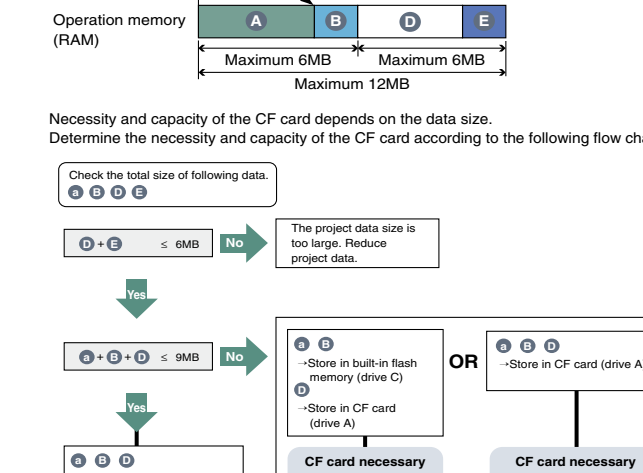 Operation memory
(RAM)
A B D E
Maximum 6MB Maximum 6MB
Maximum 12MB
Necessity and capacity of the CF card depends on the data size.
Determine the necessity and capacity of the CF card according to the following flow cha
Check the total size of following data.
a B D E
D + E ≤ 6MB
No
The project data size is
too large. Reduce
project data.
Yes
a + B + D ≤ 9MB
No
a B
→Store in built-in flash
memory (drive C)
D
→Store in CF card
(drive A)
OR
a B D
→Store in CF card (drive A
Yes
a B D
CF card necessary
CF card necessary